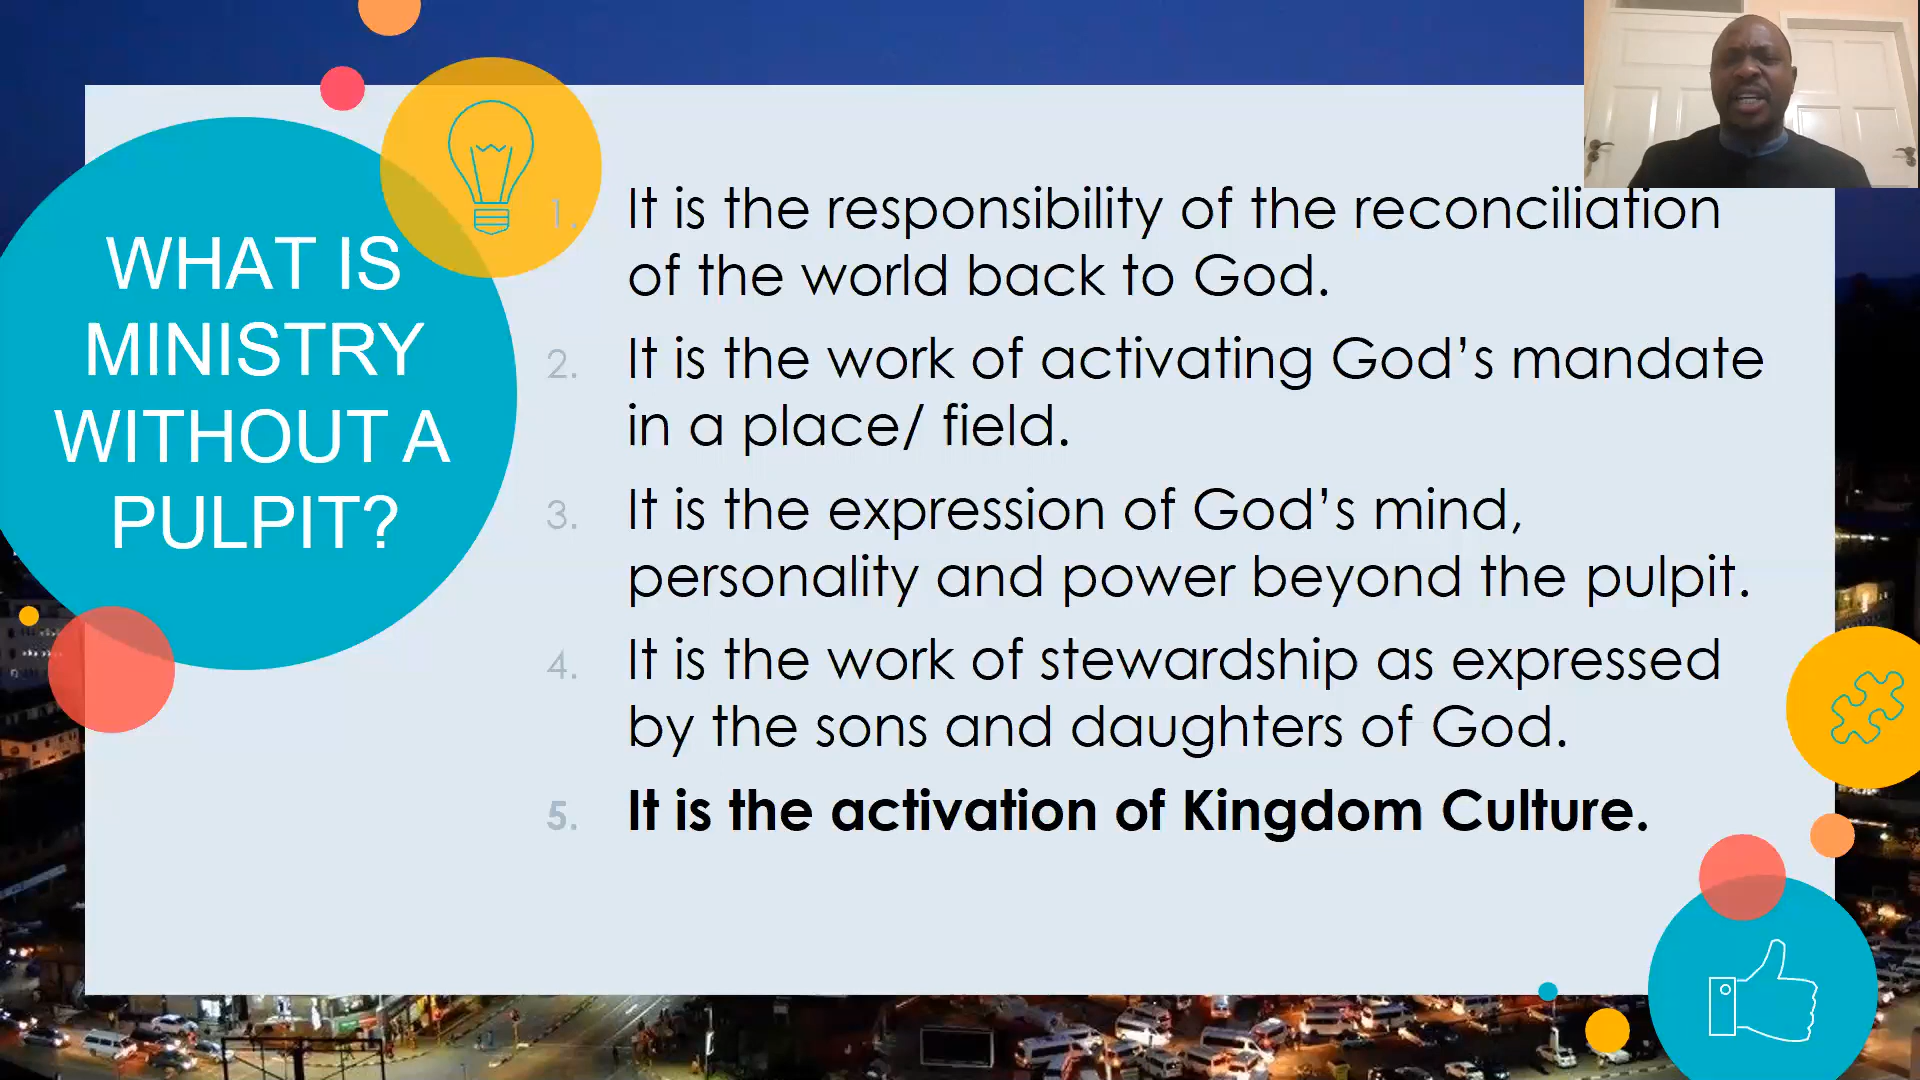 WHAT IS
MINISTRY
WITHOUT A
PULPIT?
1. It is the responsibility of the reconciliation
of the world back to God.
2. It is the work of activating God’s mandate
in a place/ field.
3. It is the expression of God’s mind,
personality and power beyond the pulpit.
4. It is the work of stewardship as expressed
by the sons and daughters of God.
5. It is the activation of Kingdom Culture.